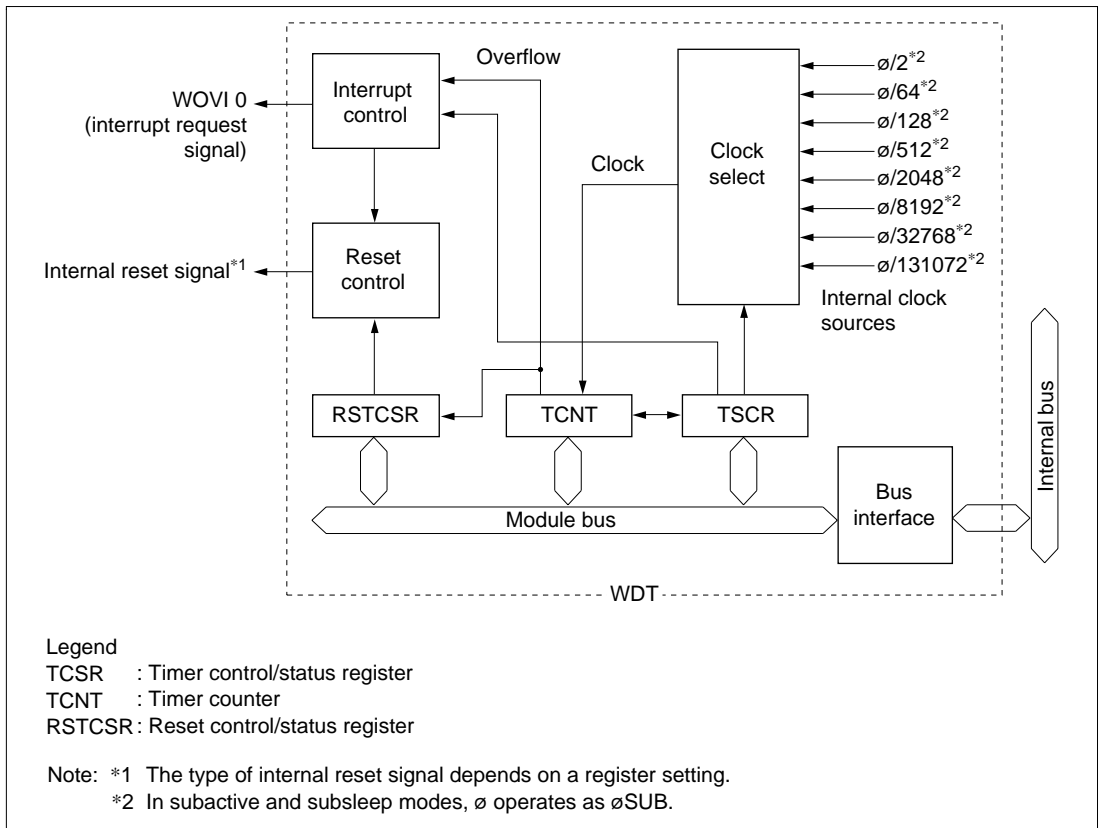 Overflow
Interrupt
control
WOVI 0
(interrupt request
signal)
Reset
control
Internal reset signal*1
Clock
Clock
select
ø/2*2
ø/64*2
ø/128*2
ø/512*2
ø/2048*2
ø/8192*2
ø/32768*2
ø/131072*2
Internal clock
sources
RSTCSR
TCNT
TSCR
Module bus
Bus
interface
Internal bus
WDT
Legend
TCSR : Timer control/status register
TCNT : Timer counter
RSTCSR : Reset control/status register
Note: *1 The type of internal reset signal depends on a register setting.
*2 In subactive and subsleep modes, ø operates as øSUB.